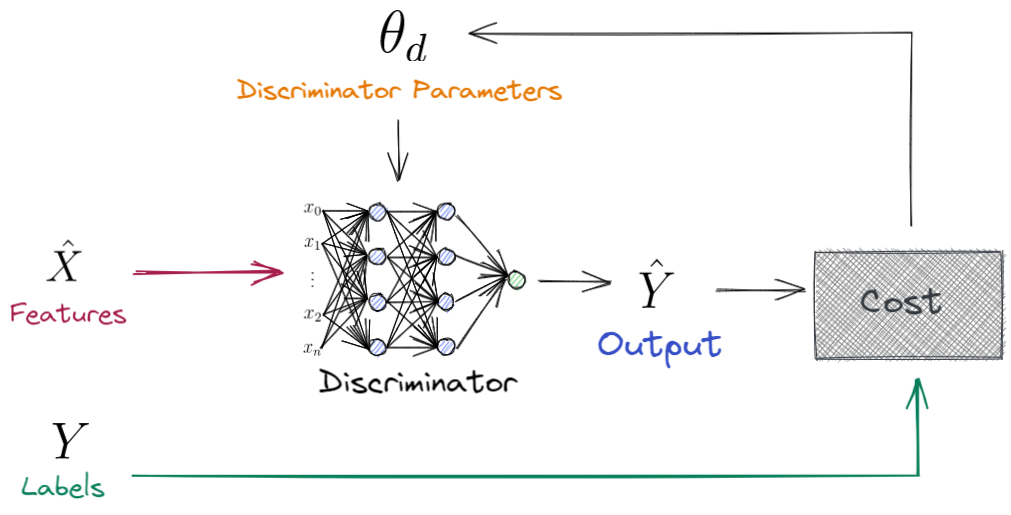 θ_d
Discriminator Parameters
x_0
x_1
⋮
x_2
x_n
X̂
Features
Discriminator
Ŷ
Output
Cost
Y
Labels